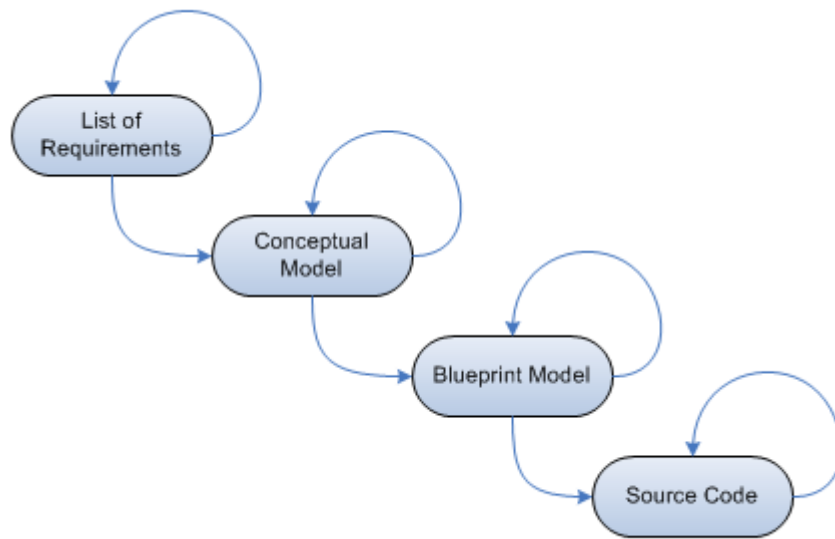 List of
Requirements
Conceptual
Model
Blueprint Model
Source Code